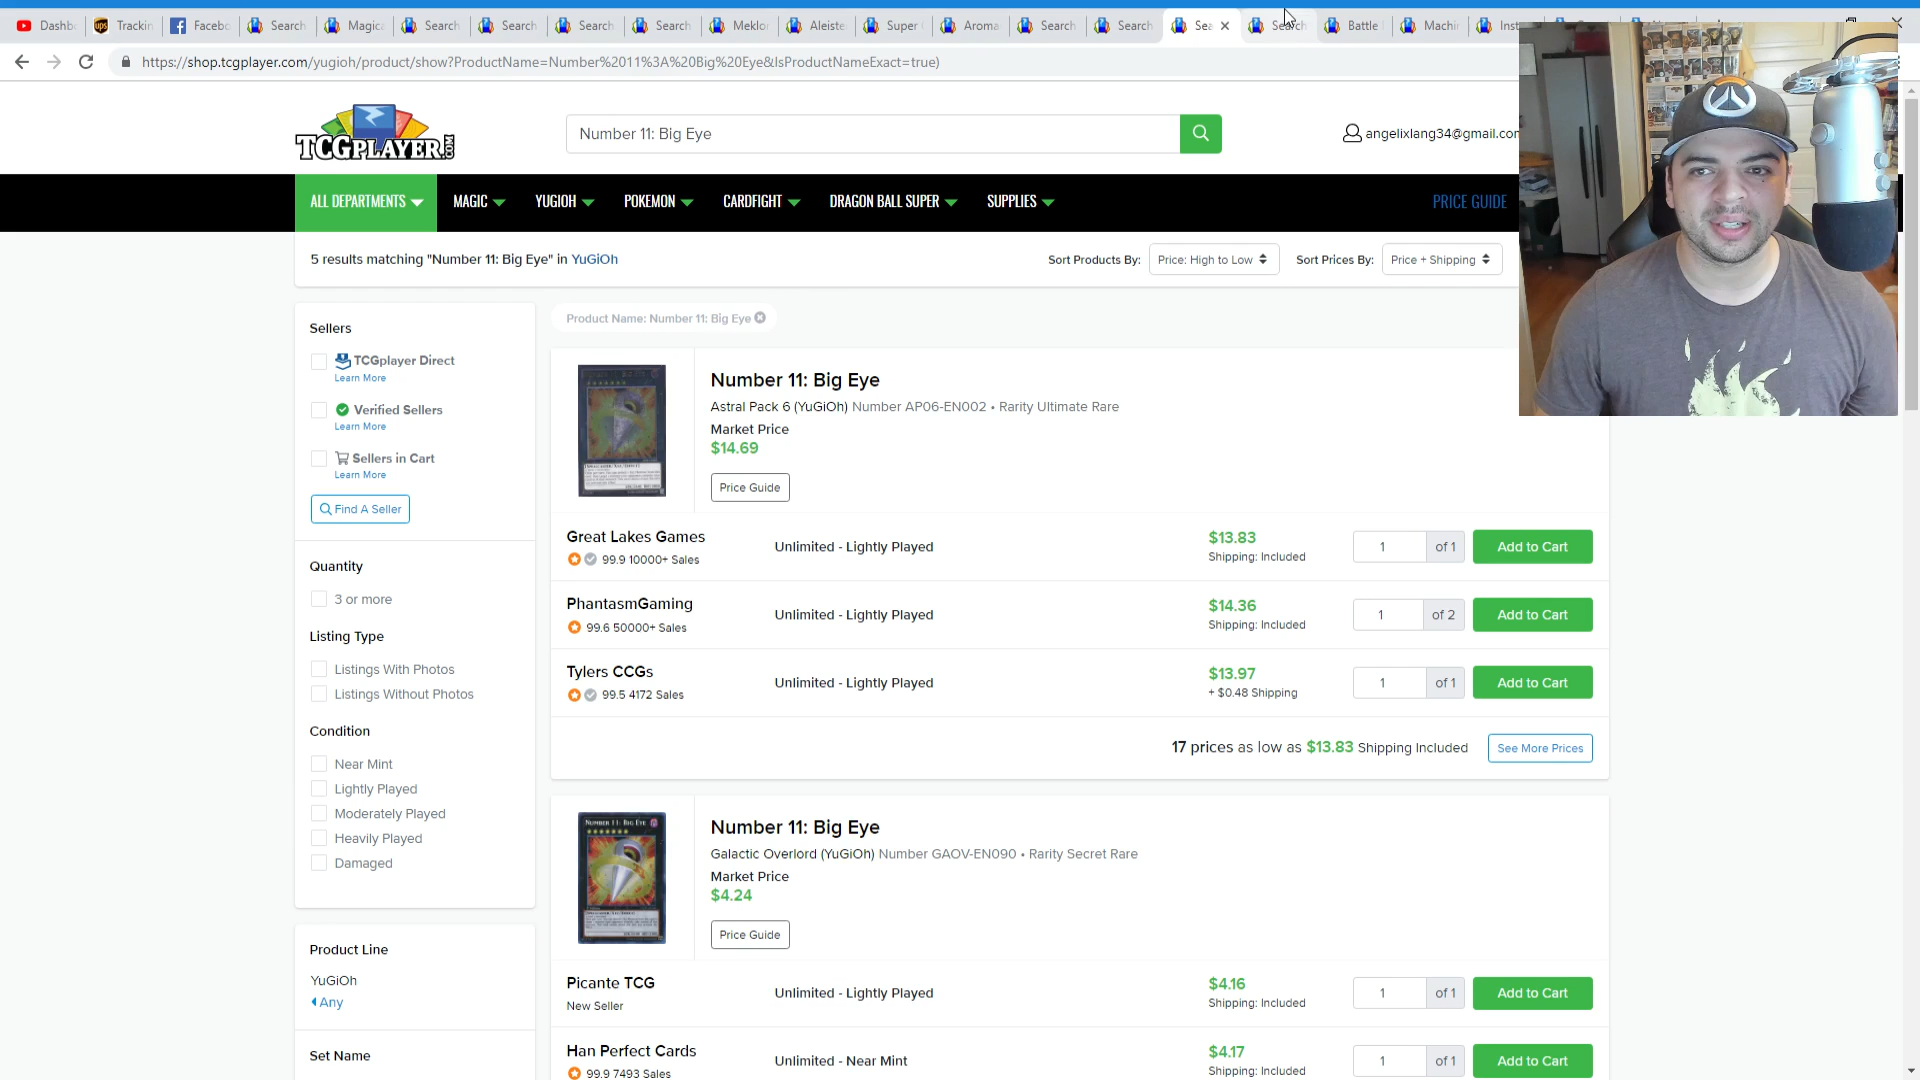 Dashb
Trackin
Facebo
Search
Magica
Search
Search
Search
Search
Meklor
Aleiste
Super
Aroma
Search
Search
Sea
Search
Battle
Machin
Inst
https://shop.tcgplayer.com/yugioh/product/show?ProductName=Number%2011%3A%20Big%20Eye&IsProductNameExact=true)
TCGPLAYER.COM
Number 11: Big Eye
angelixlang34@gmail.com
ALL DEPARTMENTS
MAGIC
YUGIOH
POKEMON
CARDFIGHT
DRAGON BALL SUPER
SUPPLIES
PRICE GUIDE
5 results matching "Number 11: Big Eye" in YuGiOh
Sort Products By:
Price: High to Low
Sort Prices By:
Price + Shipping
Sellers
TCGplayer Direct
Learn More
Verified Sellers
Learn More
Sellers in Cart
Learn More
Find A Seller
Quantity
3 or more
Listing Type
Listings With Photos
Listings Without Photos
Condition
Near Mint
Lightly Played
Moderately Played
Heavily Played
Damaged
Product Line
YuGiOh
Any
Set Name
Product Name: Number 11: Big Eye
Number 11: Big Eye
Astral Pack 6 (YuGiOh) Number AP06-EN002 • Rarity Ultimate Rare
Market Price
$14.69
Price Guide
Great Lakes Games
99.9 10000+ Sales
Unlimited - Lightly Played
$13.83
Shipping: Included
1
of 1
Add to Cart
PhantasmGaming
99.6 50000+ Sales
Unlimited - Lightly Played
$14.36
Shipping: Included
1
of 2
Add to Cart
Tylers CCGs
99.5 4172 Sales
Unlimited - Lightly Played
$13.97
+ $0.48 Shipping
1
of 1
Add to Cart
17 prices as low as $13.83 Shipping Included
See More Prices
NUMBER 11: BIG EYE
Number 11: Big Eye
Galactic Overlord (YuGiOh) Number GAOV-EN090 • Rarity Secret Rare
Market Price
$4.24
Price Guide
Picante TCG
New Seller
Unlimited - Lightly Played
$4.16
Shipping: Included
1
of 1
Add to Cart
Han Perfect Cards
99.9 7493 Sales
Unlimited - Near Mint
$4.17
Shipping: Included
1
of 1
Add to Cart